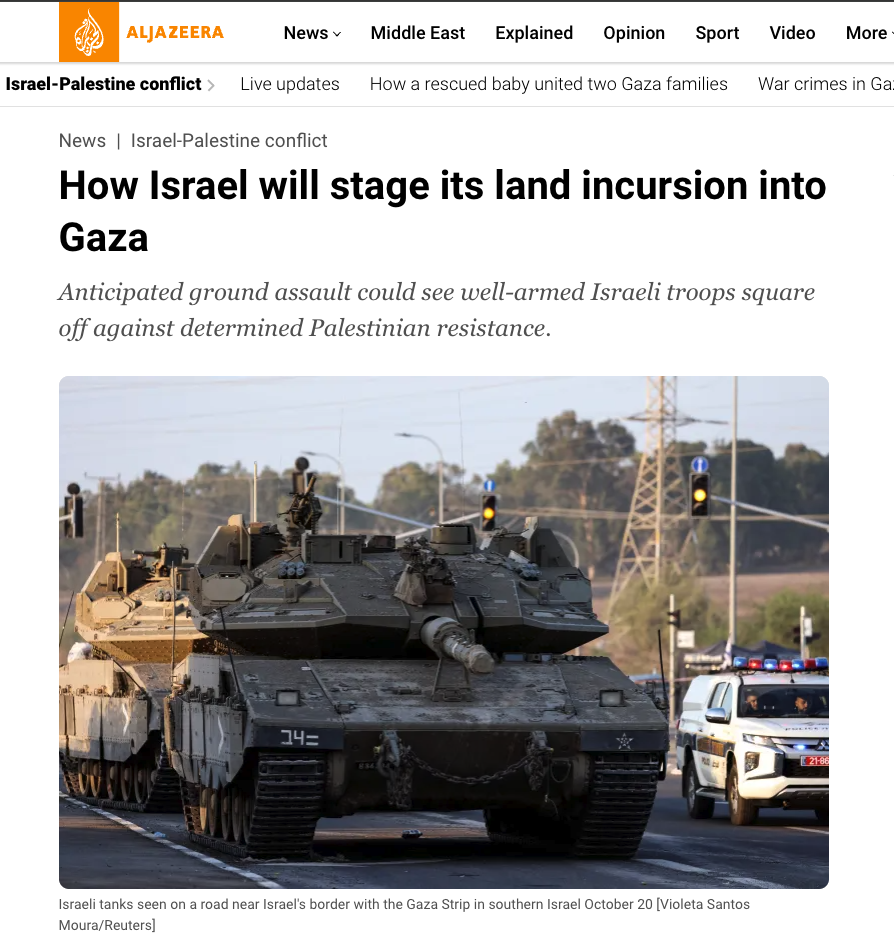 ALJAZEERA
News
Middle East
Explained
Opinion
Sport
Video
More
Israel-Palestine conflict
Live updates
How a rescued baby united two Gaza families
War crimes in Ga
News | Israel-Palestine conflict
How Israel will stage its land incursion into
Gaza
Anticipated ground assault could see well-armed Israeli troops square
off against determined Palestinian resistance.
21-86
Israeli tanks seen on a road near Israel's border with the Gaza Strip in southern Israel October 20 [Violeta Santos
Moura/Reuters]